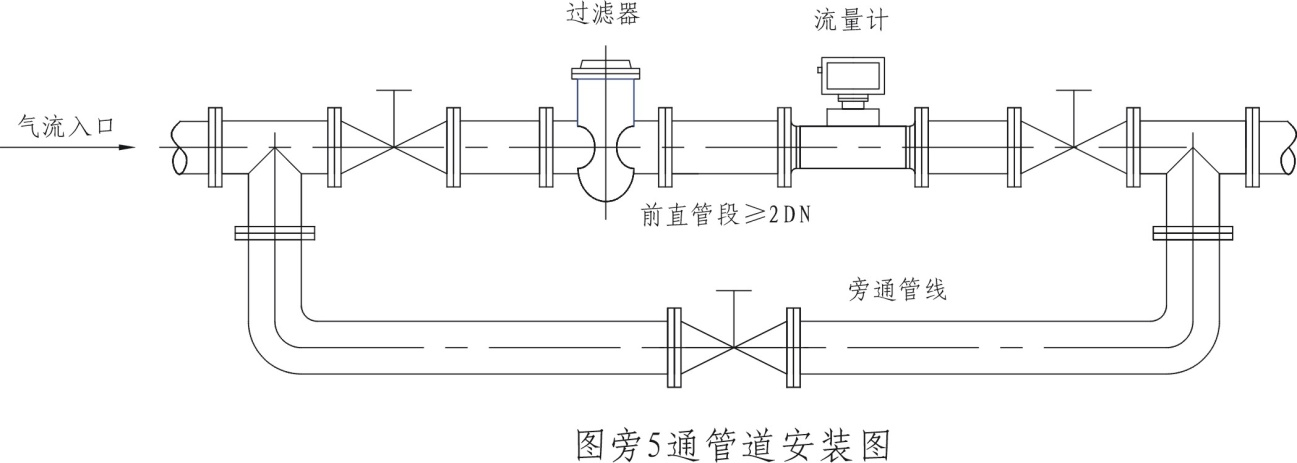 过滤器
流量计
气流入口
前直管段≥2DN
旁通管线
图旁5通管道安装图